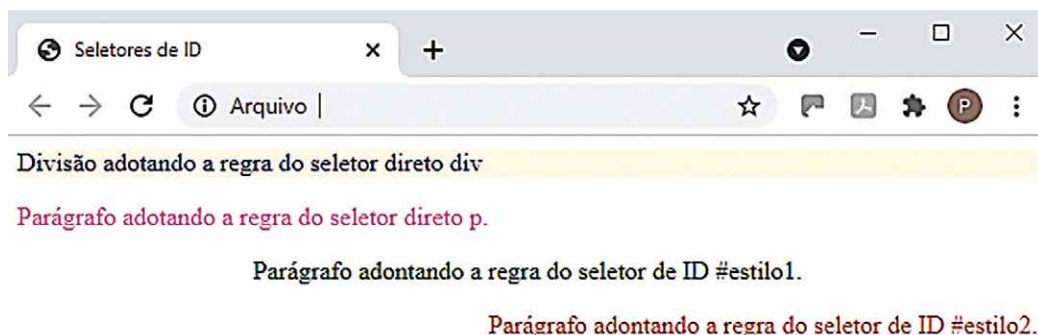 Seletores de ID
Arquivo
P
Divisão adotando a regra do seletor direto div
Parágrafo adotando a regra do seletor direto p.
Parágrafo adontando a regra do seletor de ID #estilo1.
Parágrafo adontando a regra do seletor de ID #estilo2.